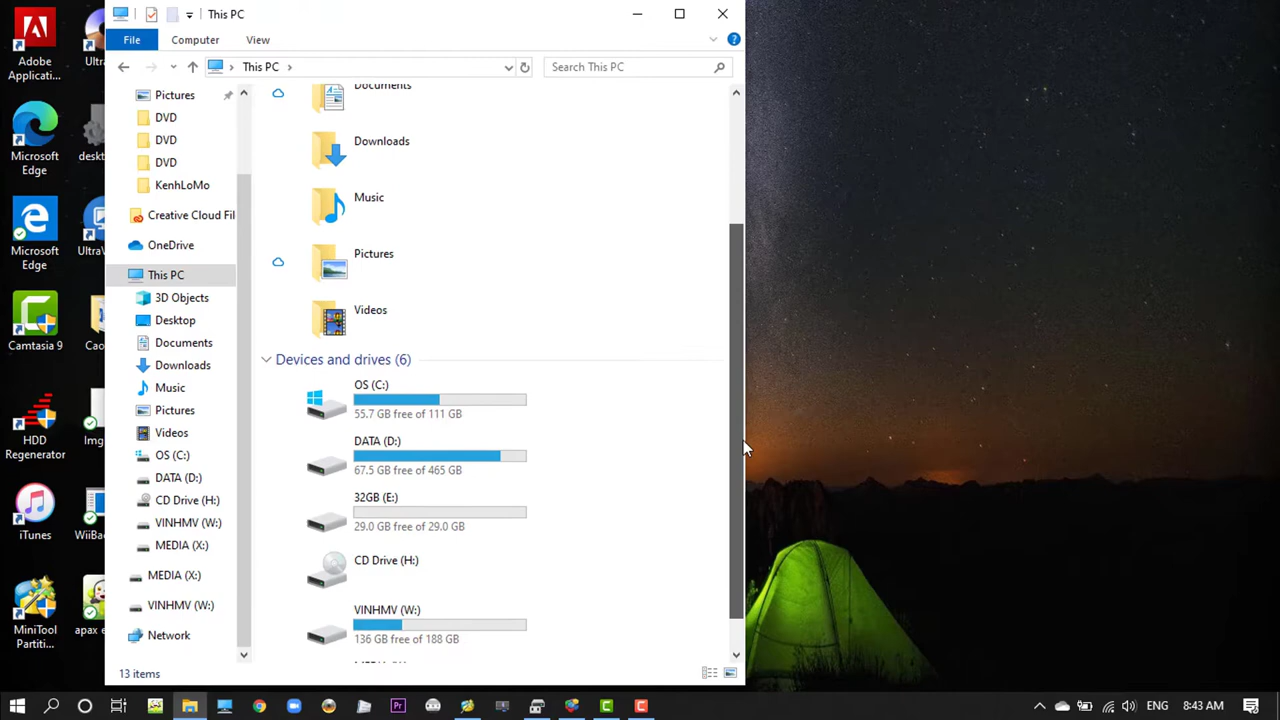 This PC
File
Computer
View
This PC
Search This PC
Adobe
Applicati...
Ultra
Microsoft
Edge
desk
Microsoft
Edge
UltraV
Camtasia 9
Cao
HDD
Regenerator
Img
iTunes
WiiBac
MiniTool
Partiti...
apax e
Pictures
DVD
DVD
DVD
KenhLoMo
Creative Cloud Fil
OneDrive
This PC
3D Objects
Desktop
Documents
Downloads
Music
Pictures
Videos
OS (C:)
DATA (D:)
CD Drive (H:)
VINHMV (W:)
MEDIA (X:)
MEDIA (X:)
VINHMV (W:)
Network
Documents
Downloads
Music
Pictures
Videos
Devices and drives (6)
OS (C:)
55.7 GB free of 111 GB
DATA (D:)
67.5 GB free of 465 GB
32GB (E:)
29.0 GB free of 29.0 GB
CD Drive (H:)
VINHMV (W:)
136 GB free of 188 GB
13 items
8:43 AM